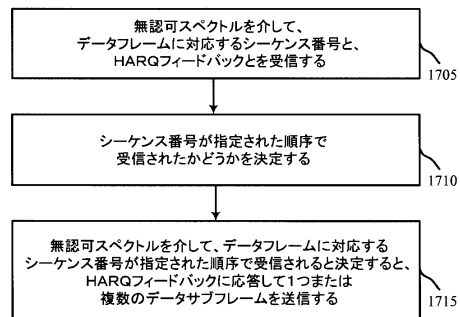 無認可スペクトルを介して、
データフレームに対応するシーケンス番号と、
HARQフィードバックとを受信する
1705
シーケンス番号が指定された順序で
受信されたかどうかを決定する
1710
無認可スペクトルを介して、データフレームに対応する
シーケンス番号が指定された順序で受信されると決定すると、
HARQフィードバックに応答して1つまたは
複数のデータサブフレームを送信する
1715